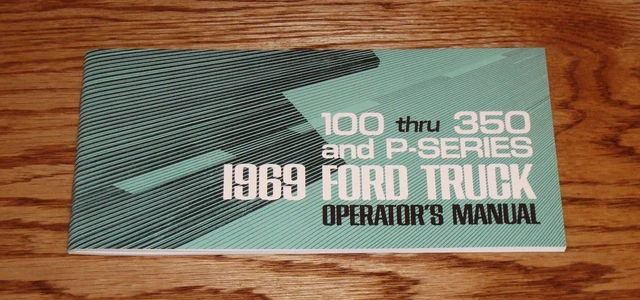 100 thru 350
and P-SERIES
1969 FORD TRUCK
OPERATOR'S MANUAL